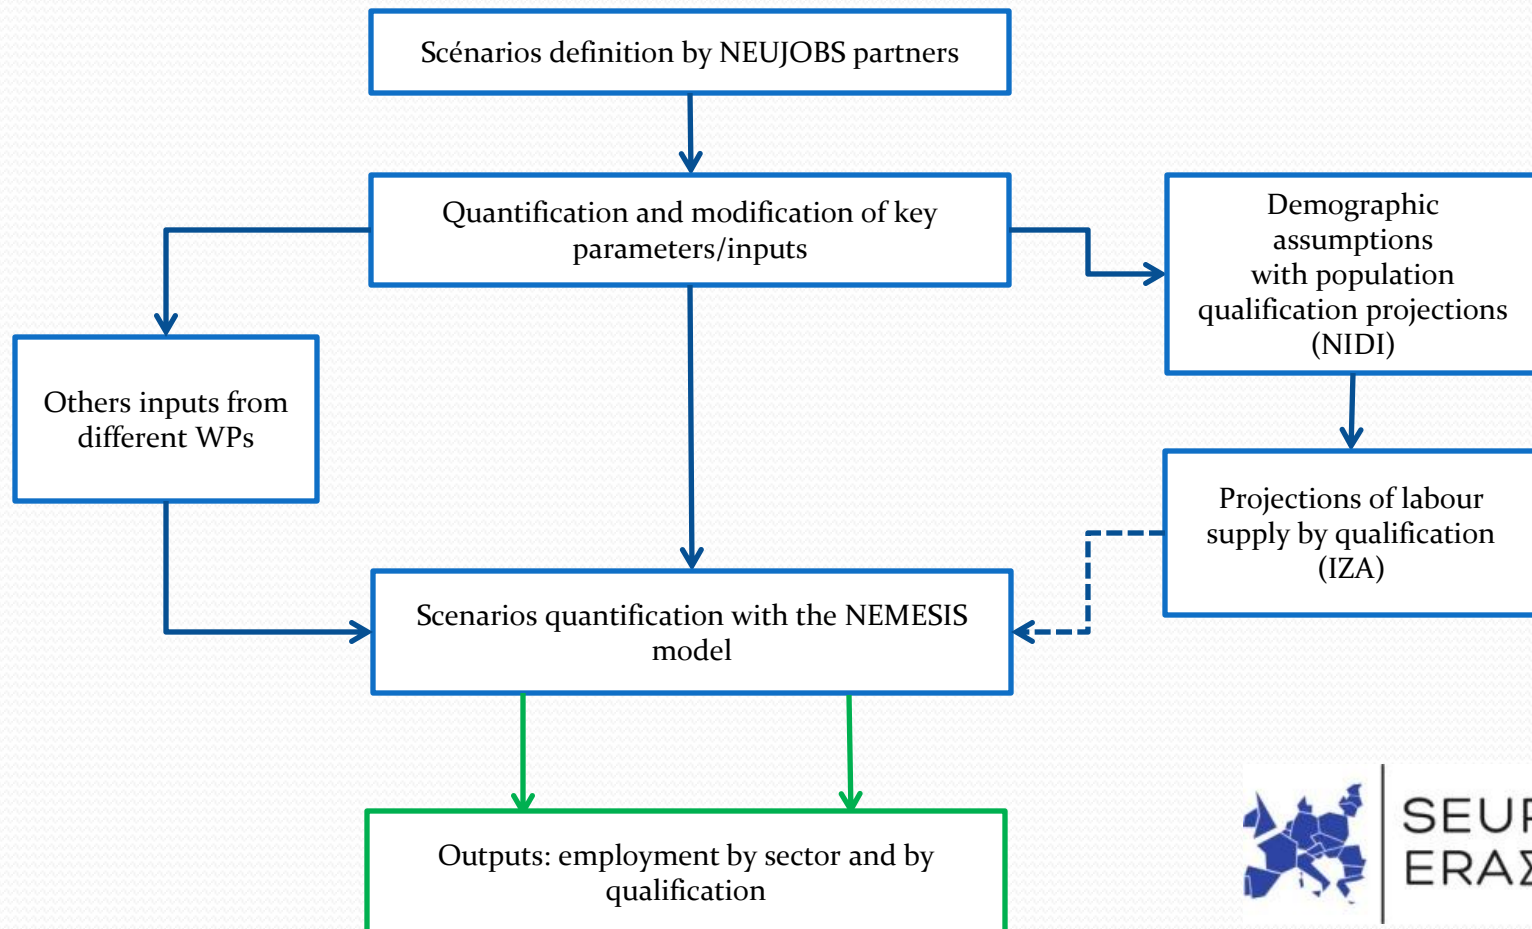 Scénarios definition by NEUJOBS partners
Quantification and modification of key
parameters/inputs
Demographic
assumptions
with population
qualification projections
(NIDI)
Others inputs from
different WPs
Projections of labour
supply by qualification
(IZA)
Scenarios quantification with the NEMESIS
model
Outputs: employment by sector and by
qualification